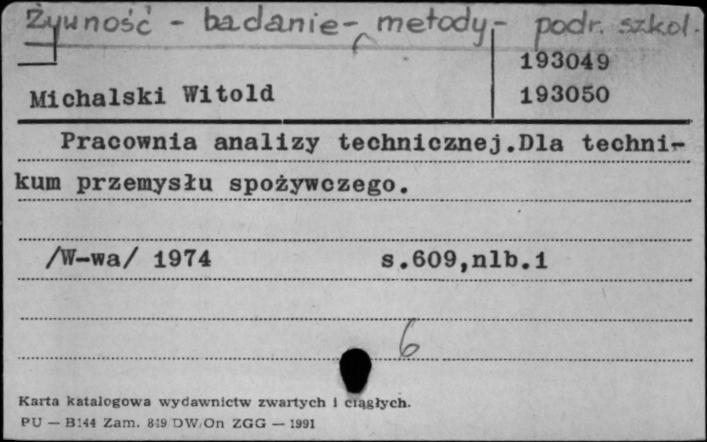 Żywność - badanie - metody - podr. szkol.
193049
Michalski Witold 193050
Pracownia analizy technicznej.Dla techni-
kum przemysłu spożywczego.
/W-wa/ 1974 s.609,nlb.1
6
Karta katalogowa wydawnictw zwartych i ciągłych.
PU — B144 Zam. 849 DW/On ZGG — 1991